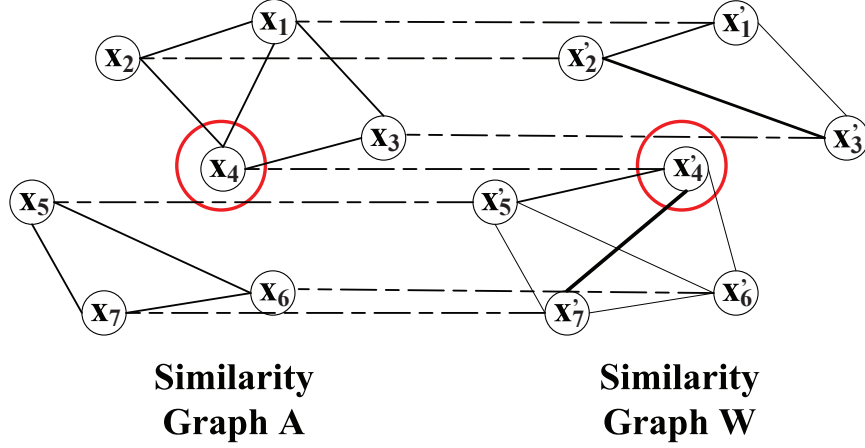 x₁ x'₁
x₂ x'₂
x₃ x'₃
x₄ x'₄
x₅ x'₅
x₆ x'₆
x₇ x'₇
Similarity Similarity
Graph A Graph W